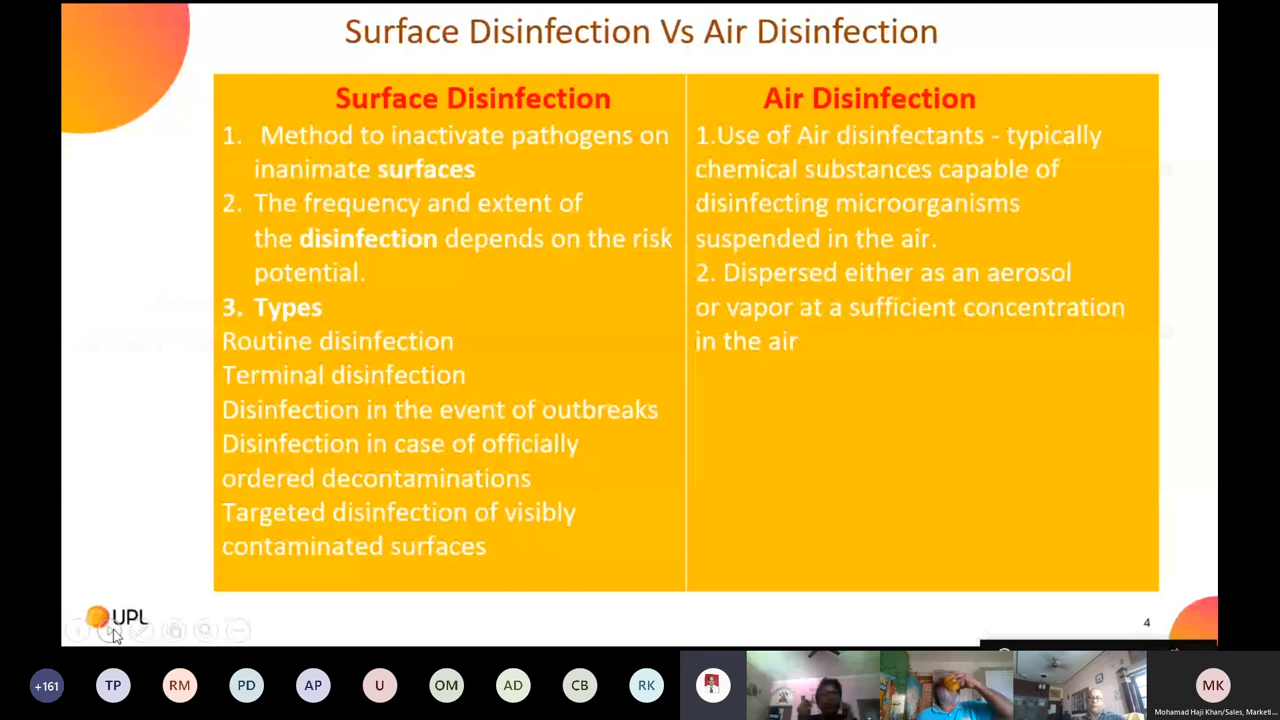 Surface Disinfection Vs Air Disinfection
Surface Disinfection
1. Method to inactivate pathogens on
inanimate surfaces
2. The frequency and extent of
the disinfection depends on the risk
potential.
3. Types
Routine disinfection
Terminal disinfection
Disinfection in the event of outbreaks
Disinfection in case of officially
ordered decontaminations
Targeted disinfection of visibly
contaminated surfaces
Air Disinfection
1.Use of Air disinfectants - typically
chemical substances capable of
disinfecting microorganisms
suspended in the air.
2. Dispersed either as an aerosol
or vapor at a sufficient concentration
in the air
UPL
4
+161
TP
RM
PD
AP
U
OM
AD
CB
RK
MK
Mohamad Haji Khan/Sales, Marketi...